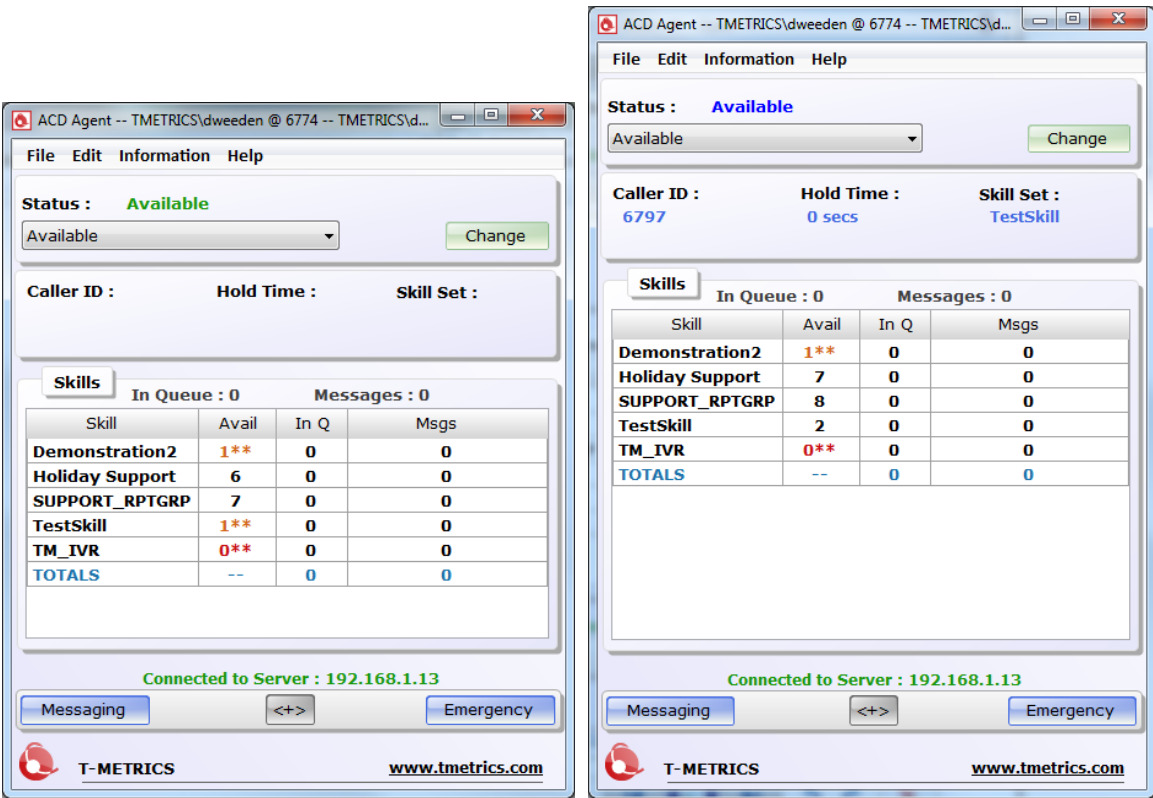 ACD Agent -- TMETRICS\dweeden @ 6774 -- TMETRICS\d...
File Edit Information Help
Status : Available
Available Change
Caller ID : Hold Time : Skill Set :
Skills In Queue : 0 Messages : 0
Skill Avail In Q Msgs
Demonstration2 1** 0 0
Holiday Support 6 0 0
SUPPORT_RPTGRP 7 0 0
TestSkill 1** 0 0
TM_IVR 0** 0 0
TOTALS -- 0 0
Connected to Server : 192.168.1.13
Messaging <+> Emergency
T-METRICS www.tmetrics.com
ACD Agent -- TMETRICS\dweeden @ 6774 -- TMETRICS\d...
File Edit Information Help
Status : Available
Available Change
Caller ID : Hold Time : Skill Set :
6797 0 secs TestSkill
Skills In Queue : 0 Messages : 0
Skill Avail In Q Msgs
Demonstration2 1** 0 0
Holiday Support 7 0 0
SUPPORT_RPTGRP 8 0 0
TestSkill 2 0 0
TM_IVR 0** 0 0
TOTALS -- 0 0
Connected to Server : 192.168.1.13
Messaging <+> Emergency
T-METRICS www.tmetrics.com